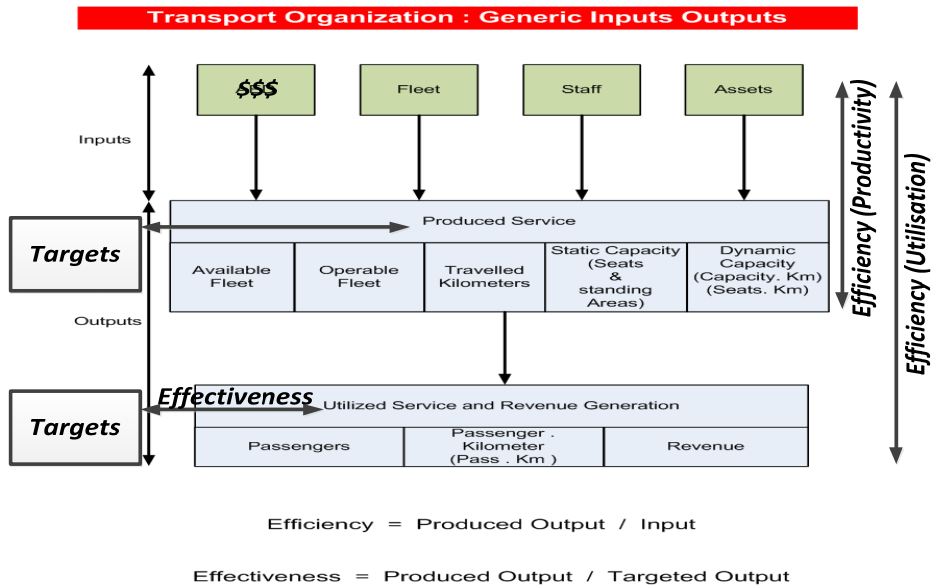 Transport Organization : Generic Inputs Outputs
$$$
Fleet
Staff
Assets
Inputs
Efficiency (Productivity)
Efficiency (Utilisation)
Produced Service
Targets
Available
Fleet
Operable
Fleet
Travelled
Kilometers
Static Capacity
(Seats
&
standing
Areas)
Dynamic
Capacity
(Capacity. Km)
(Seats. Km)
Outputs
Effectiveness
Targets
Utilized Service and Revenue Generation
Passengers
Passenger .
Kilometer
(Pass . Km )
Revenue
Efficiency = Produced Output / Input
Effectiveness = Produced Output / Targeted Output